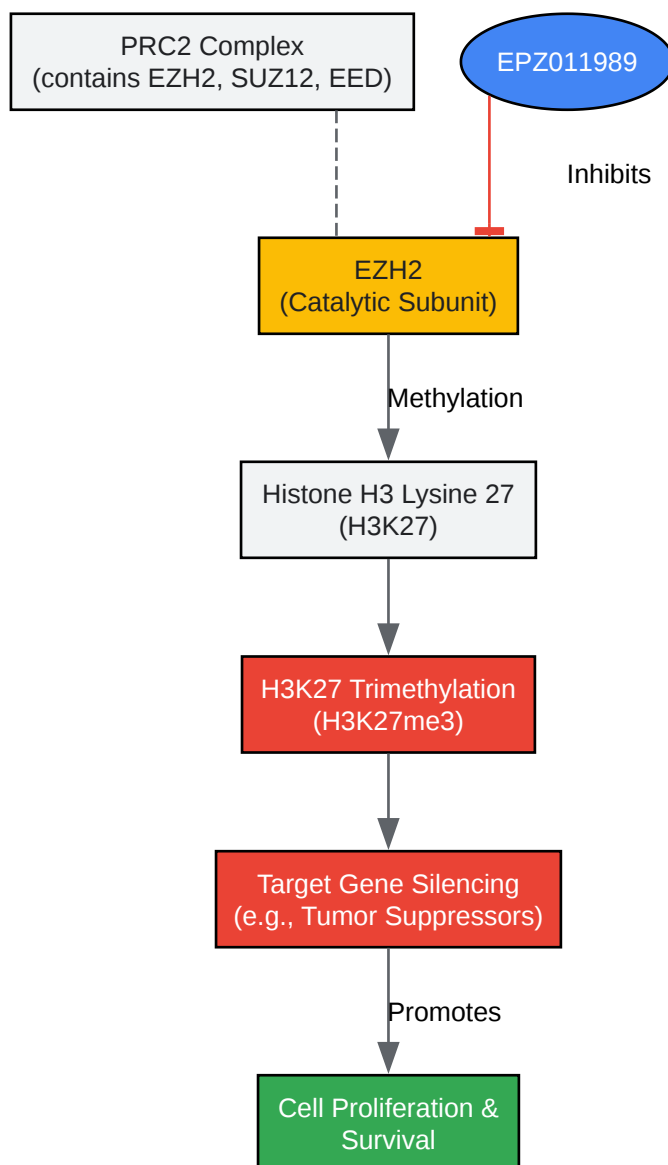 PRC2 Complex
(contains EZH2, SUZ12, EED)
EPZ011989
Inhibits
EZH2
(Catalytic Subunit)
Methylation
Histone H3 Lysine 27
(H3K27)
H3K27 Trimethylation
(H3K27me3)
Target Gene Silencing
(e.g., Tumor Suppressors)
Promotes
Cell Proliferation &
Survival